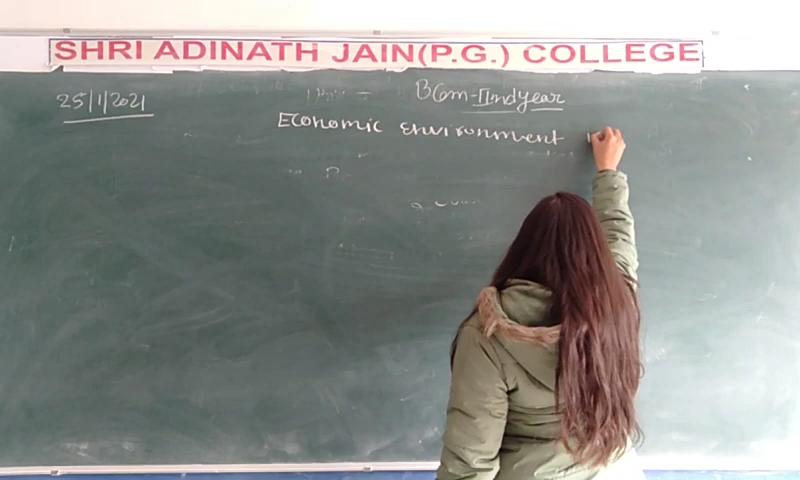 SHRI ADINATH JAIN(P.G.) COLLEGE
25/1/2021
BCom-IInd year
Economic environment